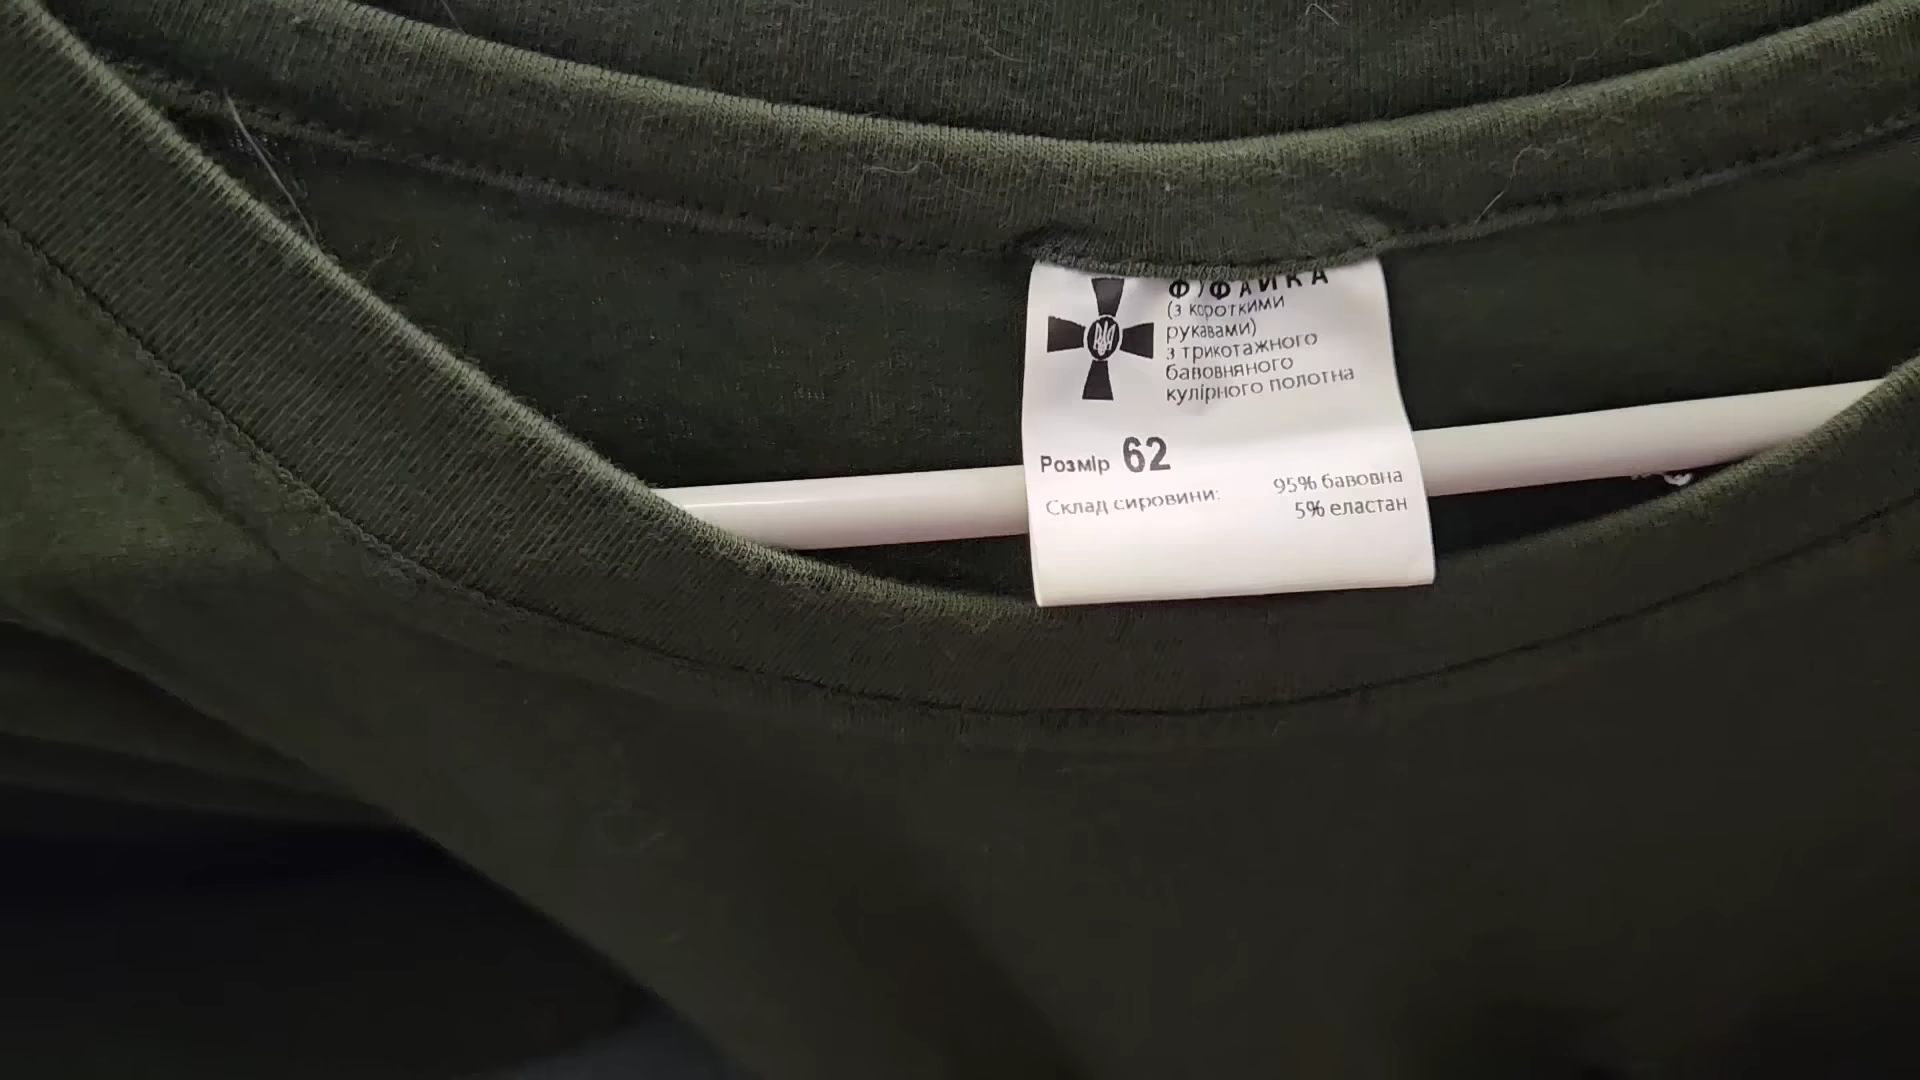 ФУФАЙКА
(з короткими
рукавами)
з трикотажного
бавовняного
кулірного полотна
Розмір 62
Склад сировини: 95% бавовна
5% еластан